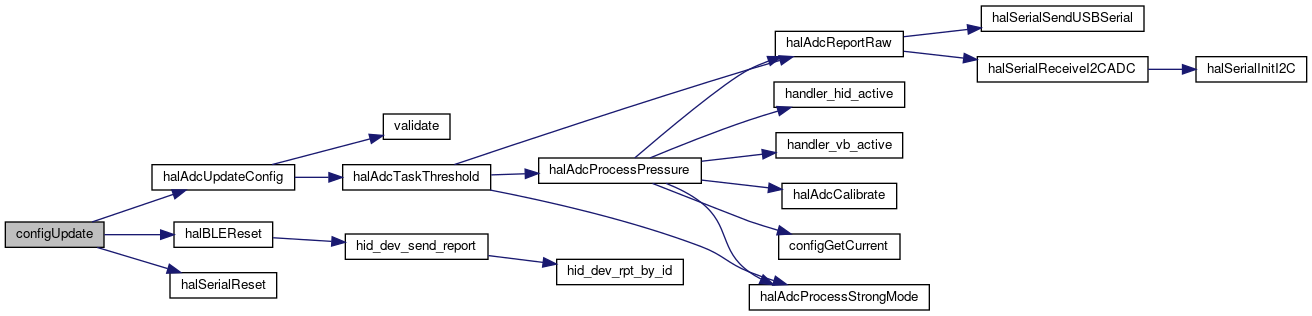 configUpdate
halAdcUpdateConfig
halBLEReset
halSerialReset
validate
halAdcTaskThreshold
hid_dev_send_report
hid_dev_rpt_by_id
halAdcProcessPressure
halAdcReportRaw
handler_hid_active
handler_vb_active
halAdcCalibrate
configGetCurrent
halAdcProcessStrongMode
halSerialSendUSBSerial
halSerialReceiveI2CADC
halSerialInitI2C